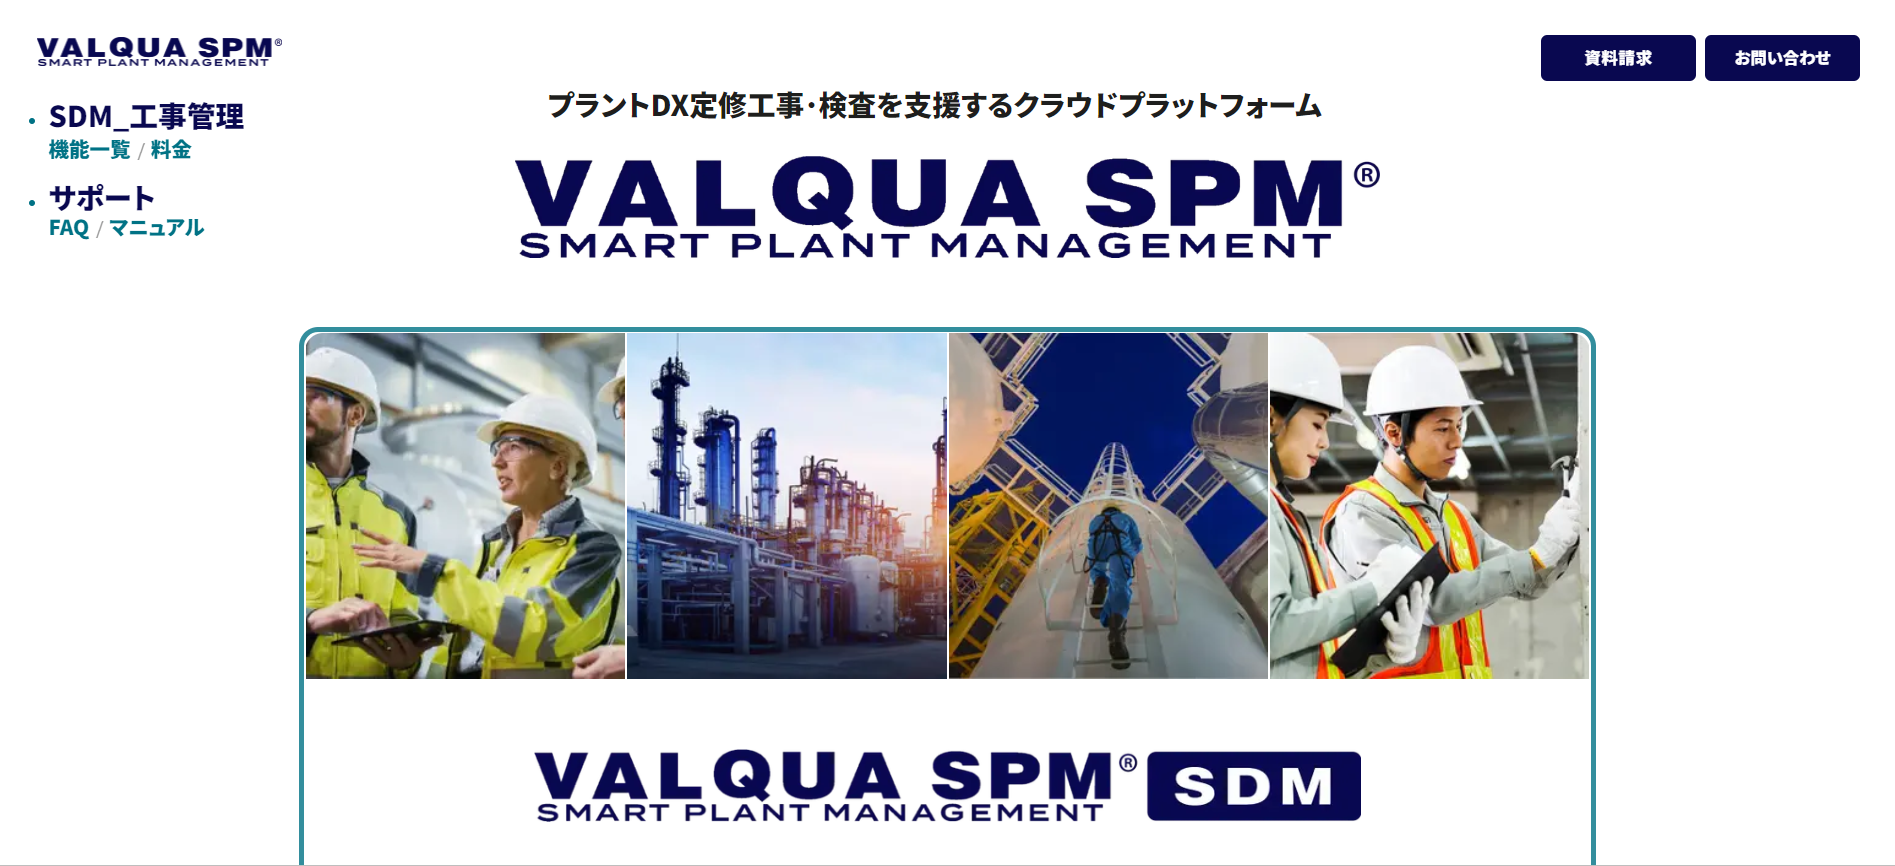 VALQUA SPM®
SMART PLANT MANAGEMENT
資料請求
お問い合わせ
・SDM_工事管理
機能一覧 / 料金
・サポート
FAQ / マニュアル
プラントDX定修工事･検査を支援するクラウドプラットフォーム
VALQUA SPM®
SMART PLANT MANAGEMENT
VALQUA SPM® SDM
SMART PLANT MANAGEMENT